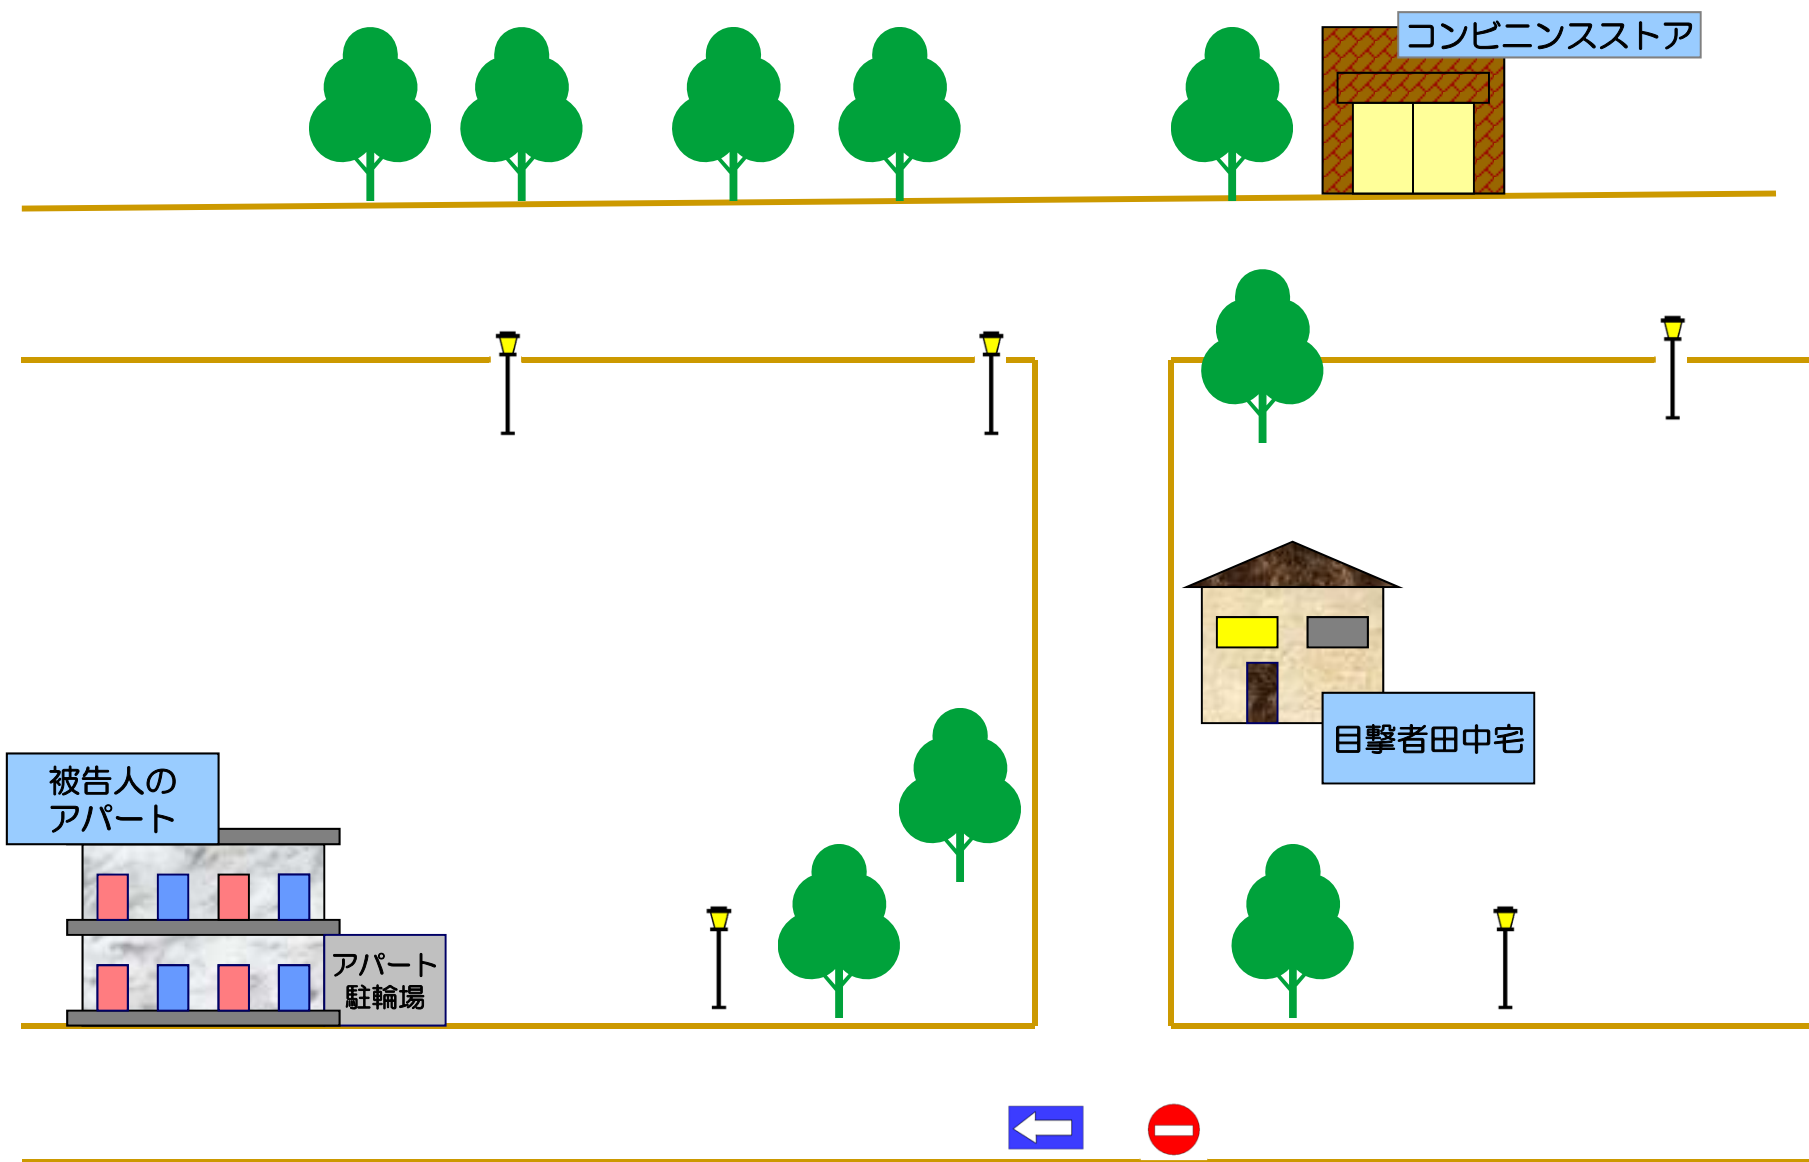 コンビニンスストア
目撃者田中宅
被告人の
アパート
アパート
駐輪場